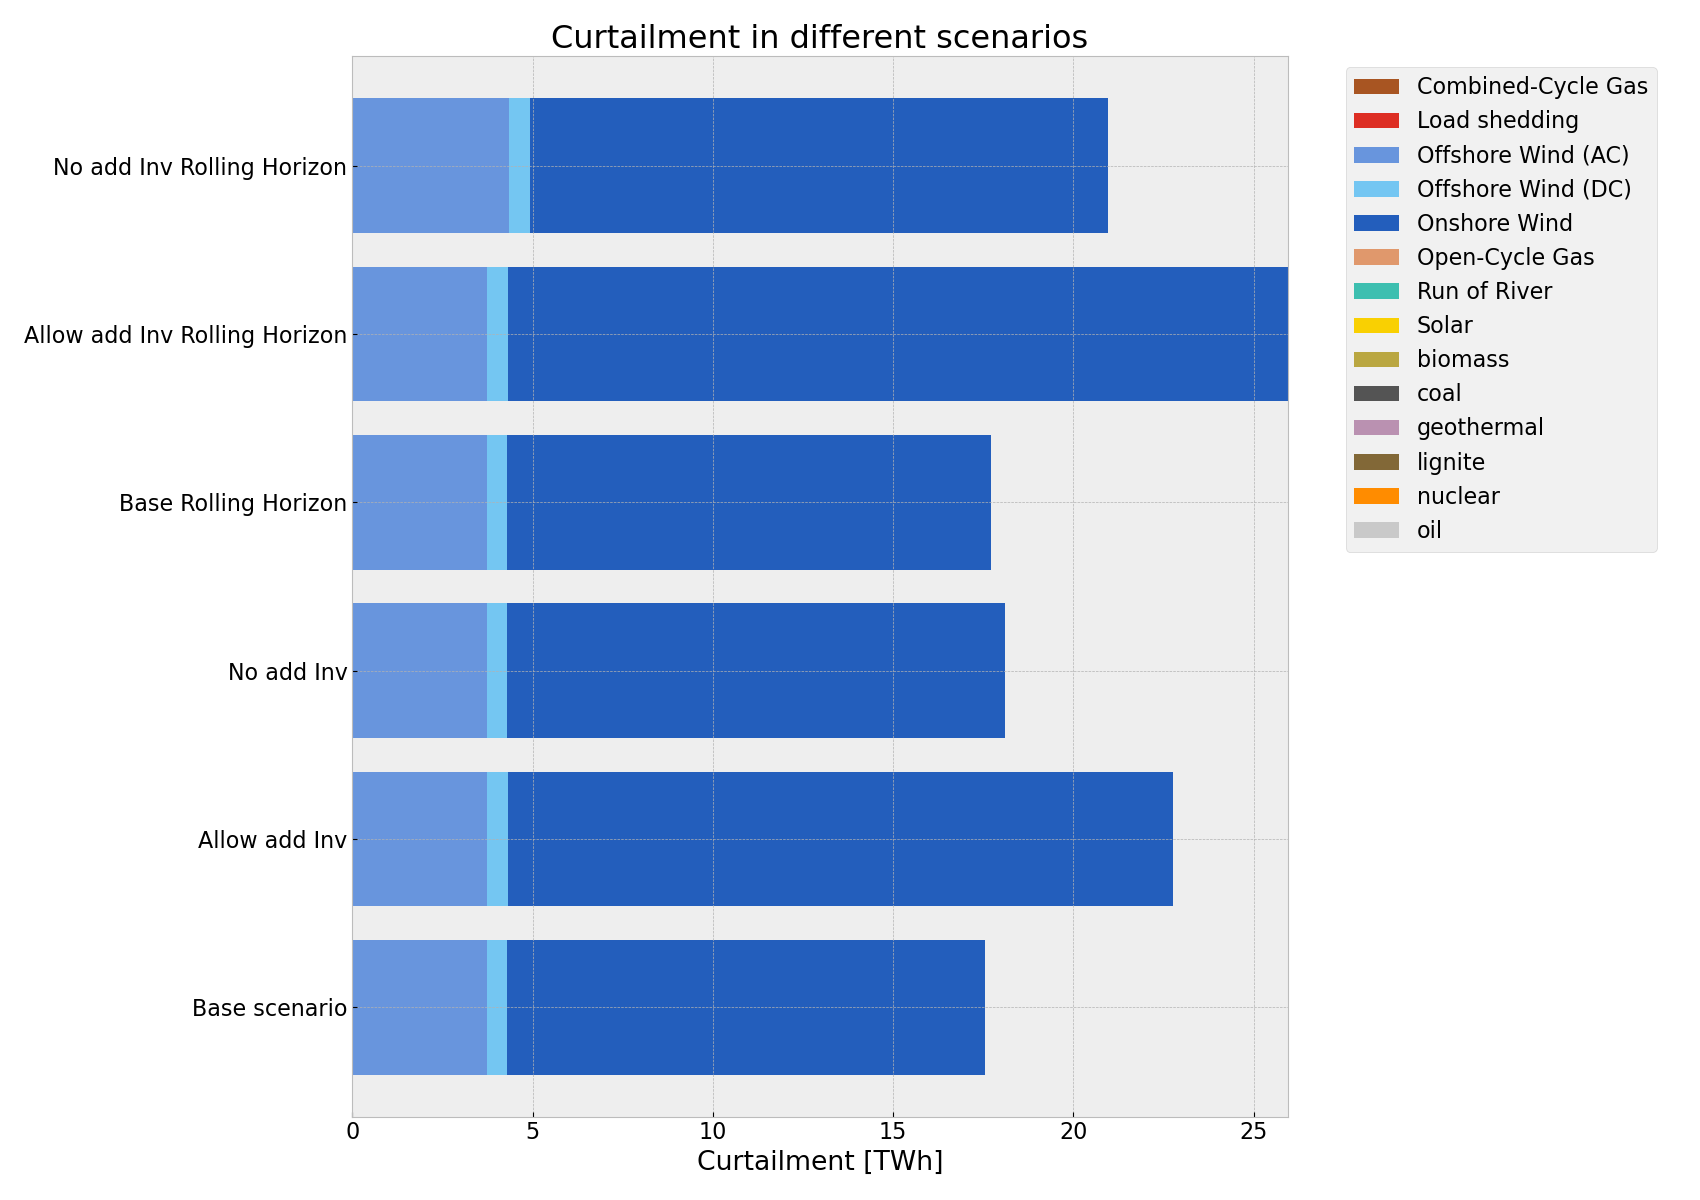 Curtailment in different scenarios
No add Inv Rolling Horizon
Allow add Inv Rolling Horizon
Base Rolling Horizon
No add Inv
Allow add Inv
Base scenario
0 5 10 15 20 25
Curtailment [TWh]
Combined-Cycle Gas
Load shedding
Offshore Wind (AC)
Offshore Wind (DC)
Onshore Wind
Open-Cycle Gas
Run of River
Solar
biomass
coal
geothermal
lignite
nuclear
oil